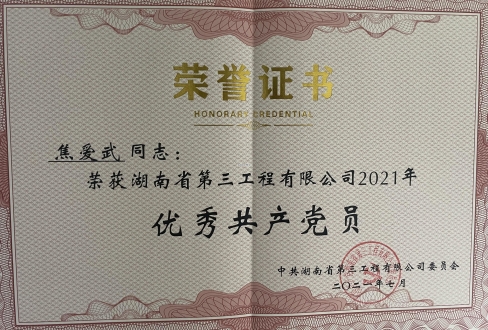 荣誉证书
HONORARY CREDENTIAL
焦爱武 同志：
荣获湖南省第三工程有限公司2021年
优秀共产党员
中共湖南省第三工程有限公司委员会
二〇二一年七月